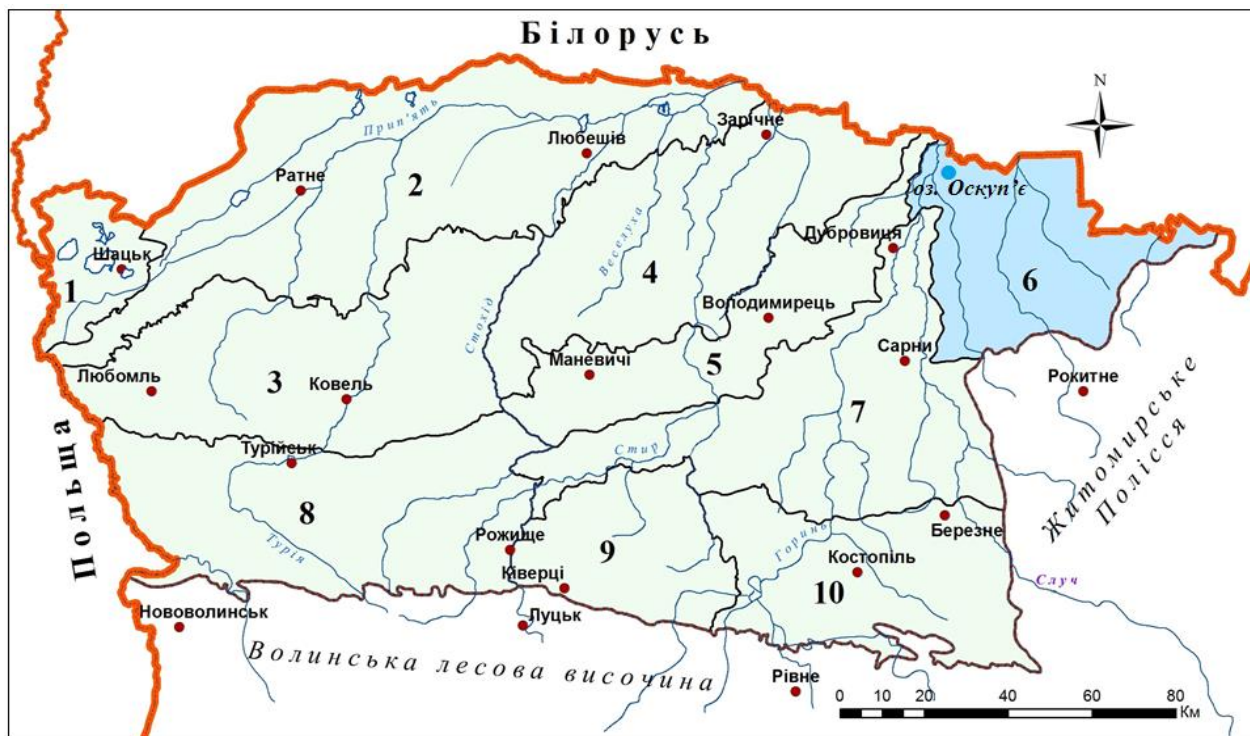 Білорусь
N
Зарічне
Прип'ять
Любешів
Ратне
2
оз. Оскуп'є
Дубровиця
Шацьк
1
Веселуха
4
6
Володимирець
Стохід
Маневичі
5
Сарни
Любомль
3
Ковель
Рокитне
7
Польща
Турійськ
Стир
Житомирське
Полісся
8
Рожище
9
Горинь
Березне
Турія
Ківерці
Костопіль
10
Случ
Нововолинськ
Луцьк
Волинська лесова височина
Рівне
0 10 20 40 60 80
Км